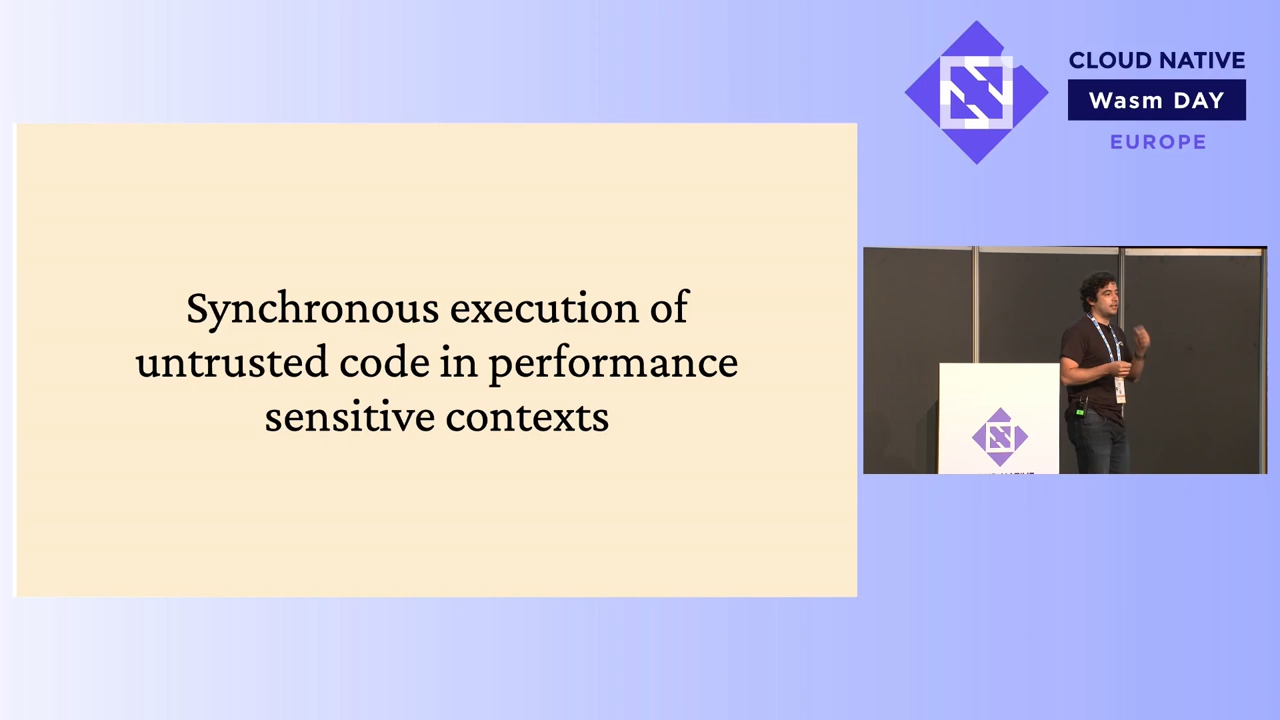 CLOUD NATIVE
Wasm DAY
EUROPE
Synchronous execution of
untrusted code in performance
sensitive contexts